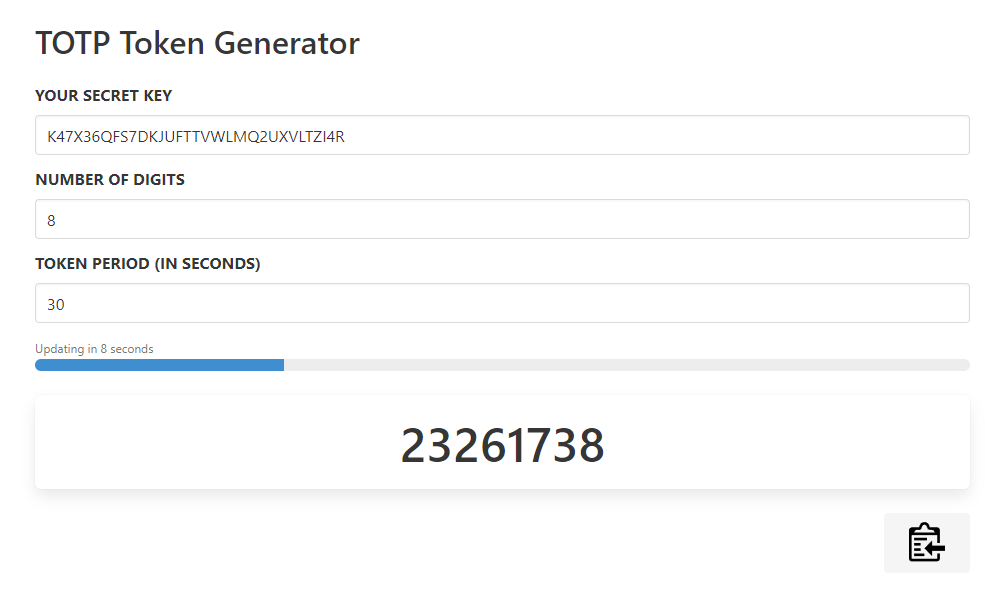 TOTP Token Generator
YOUR SECRET KEY
K47X36QFS7DKJUFTTVWLMQ2UXVLTZI4R
NUMBER OF DIGITS
8
TOKEN PERIOD (IN SECONDS)
30
Updating in 8 seconds
23261738